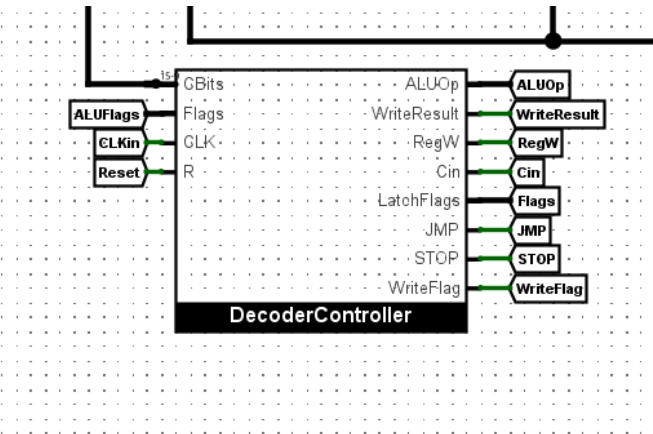 15-0
CBits ALUOp ALUOp
ALUFlags Flags WriteResult WriteResult
CLKin CLK RegW RegW
Reset R Cin Cin
LatchFlags Flags
JMP JMP
STOP STOP
WriteFlag WriteFlag
DecoderController